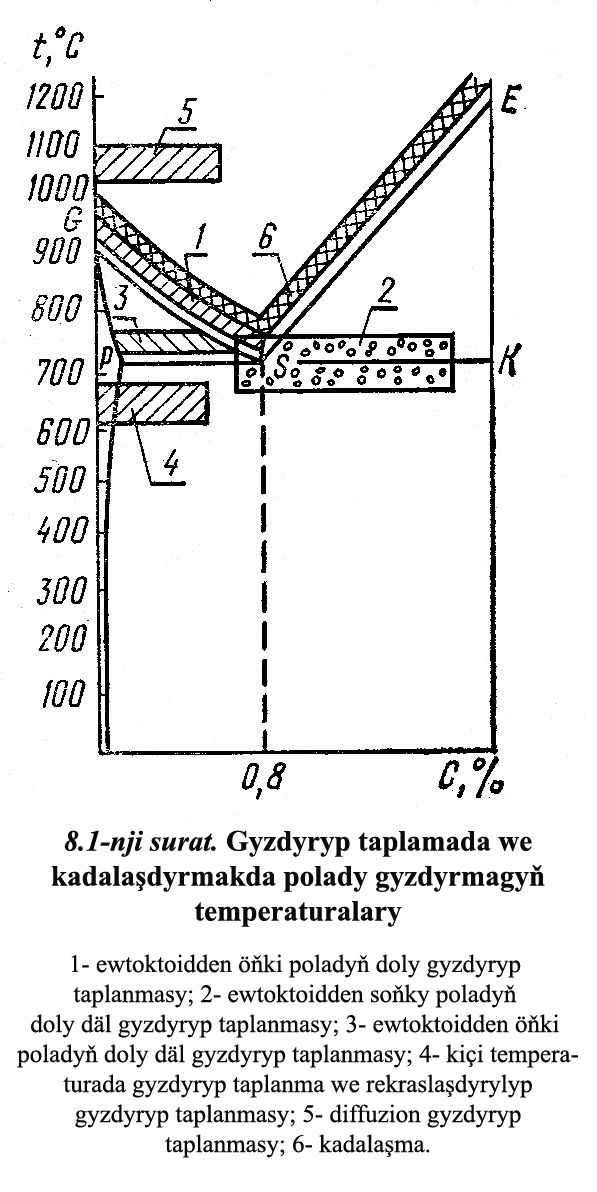 t,°C
1200
E
5
1100
1000
G
1
6
900
800
3
2
P
S
K
700
600
4
500
400
300
200
100
0,8
C,%
8.1-nji surat. Gyzdyryp taplamada we
kadalaşdyrmakda polady gyzdyrmagyň
temperaturalary
1- ewtoktoidden öňki poladyň doly gyzdyryp
taplanmasy; 2- ewtoktoidden soňky poladyň
doly däl gyzdyryp taplanmasy; 3- ewtoktoidden öňki
poladyň doly däl gyzdyryp taplanmasy; 4- kiçi tempera-
turada gyzdyryp taplanma we rekraslaşdyrylyp
gyzdyryp taplanmasy; 5- diffuzion gyzdyryp
taplanmasy; 6- kadalaşma.